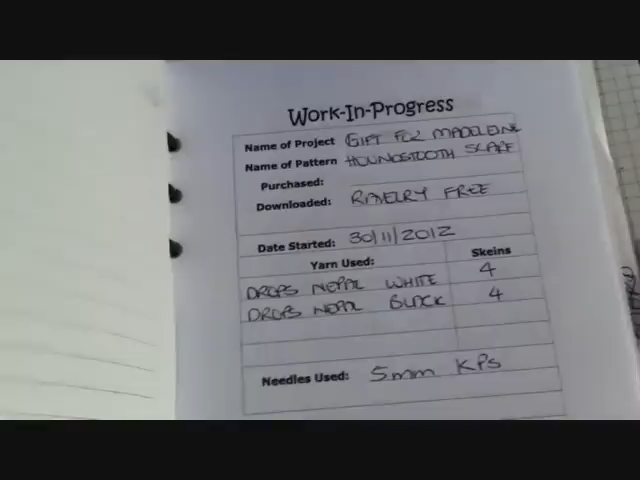 Work-In-Progress
Name of Project GIFT FOR MADELEINE
Name of Pattern HOUNDSTOOTH SCARF
Purchased:
Downloaded: RAVELRY FREE
Date Started: 30/11/2012
Yarn Used: Skeins
DROPS NEPAL WHITE 4
DROPS NEPAL BLACK 4
Needles Used: 5mm KPs